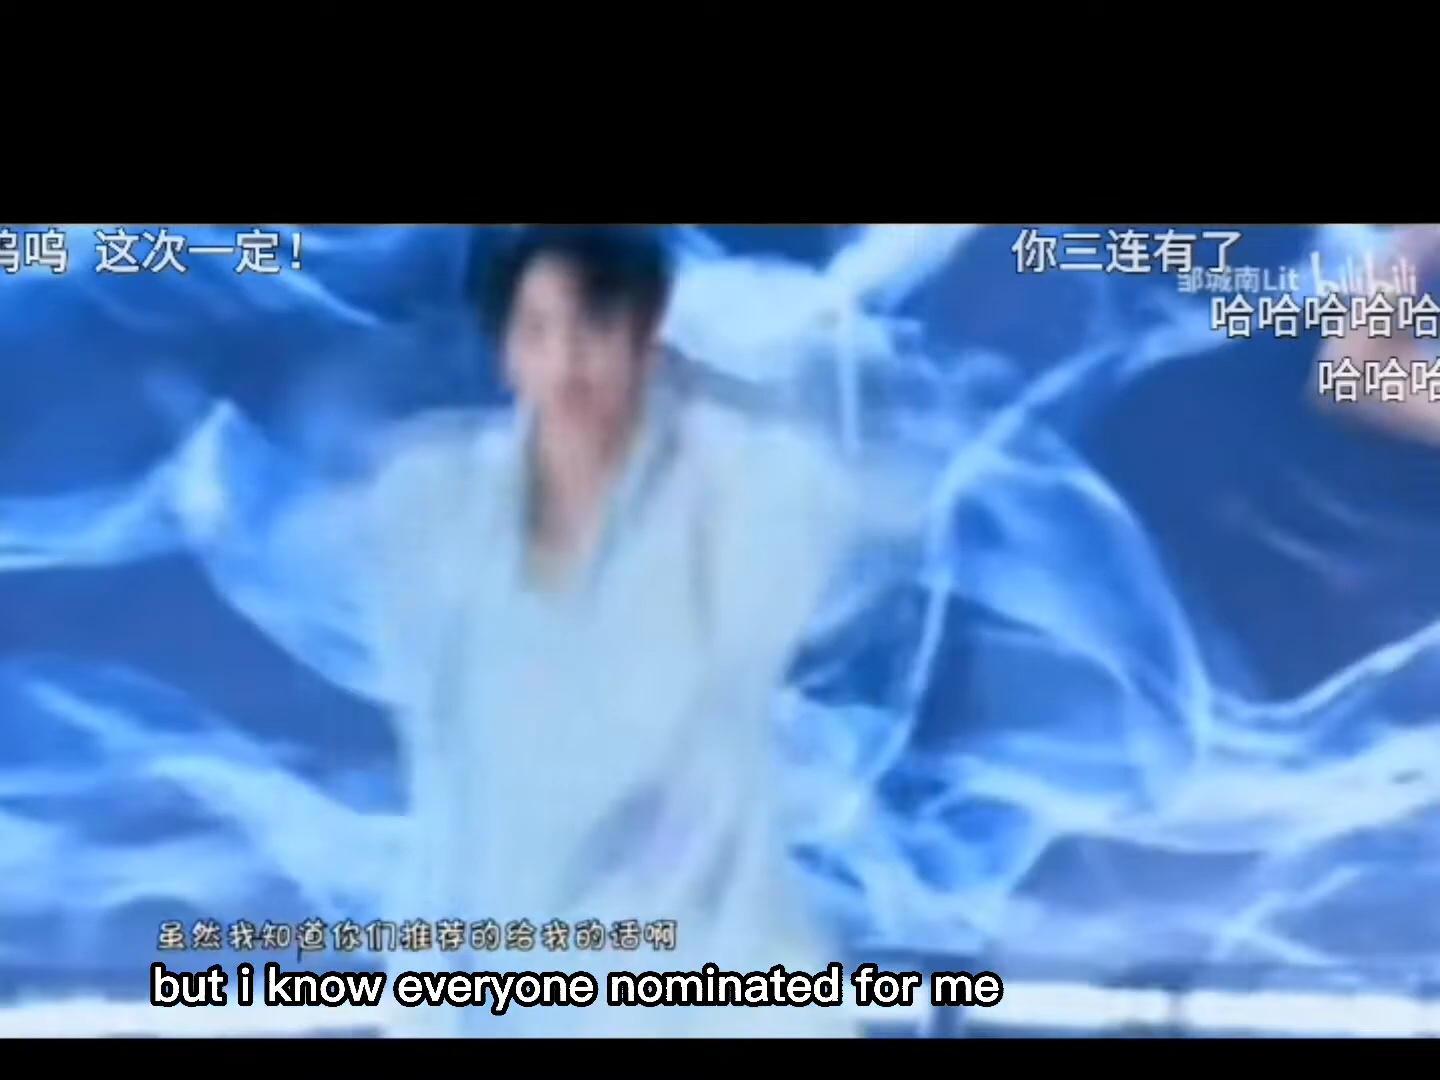 呜呜 这次一定！
你三连有了
邹城南Lit bilibili
哈哈哈哈哈
哈哈哈
虽然我知道你们推荐的给我的话啊
but i know everyone nominated for me